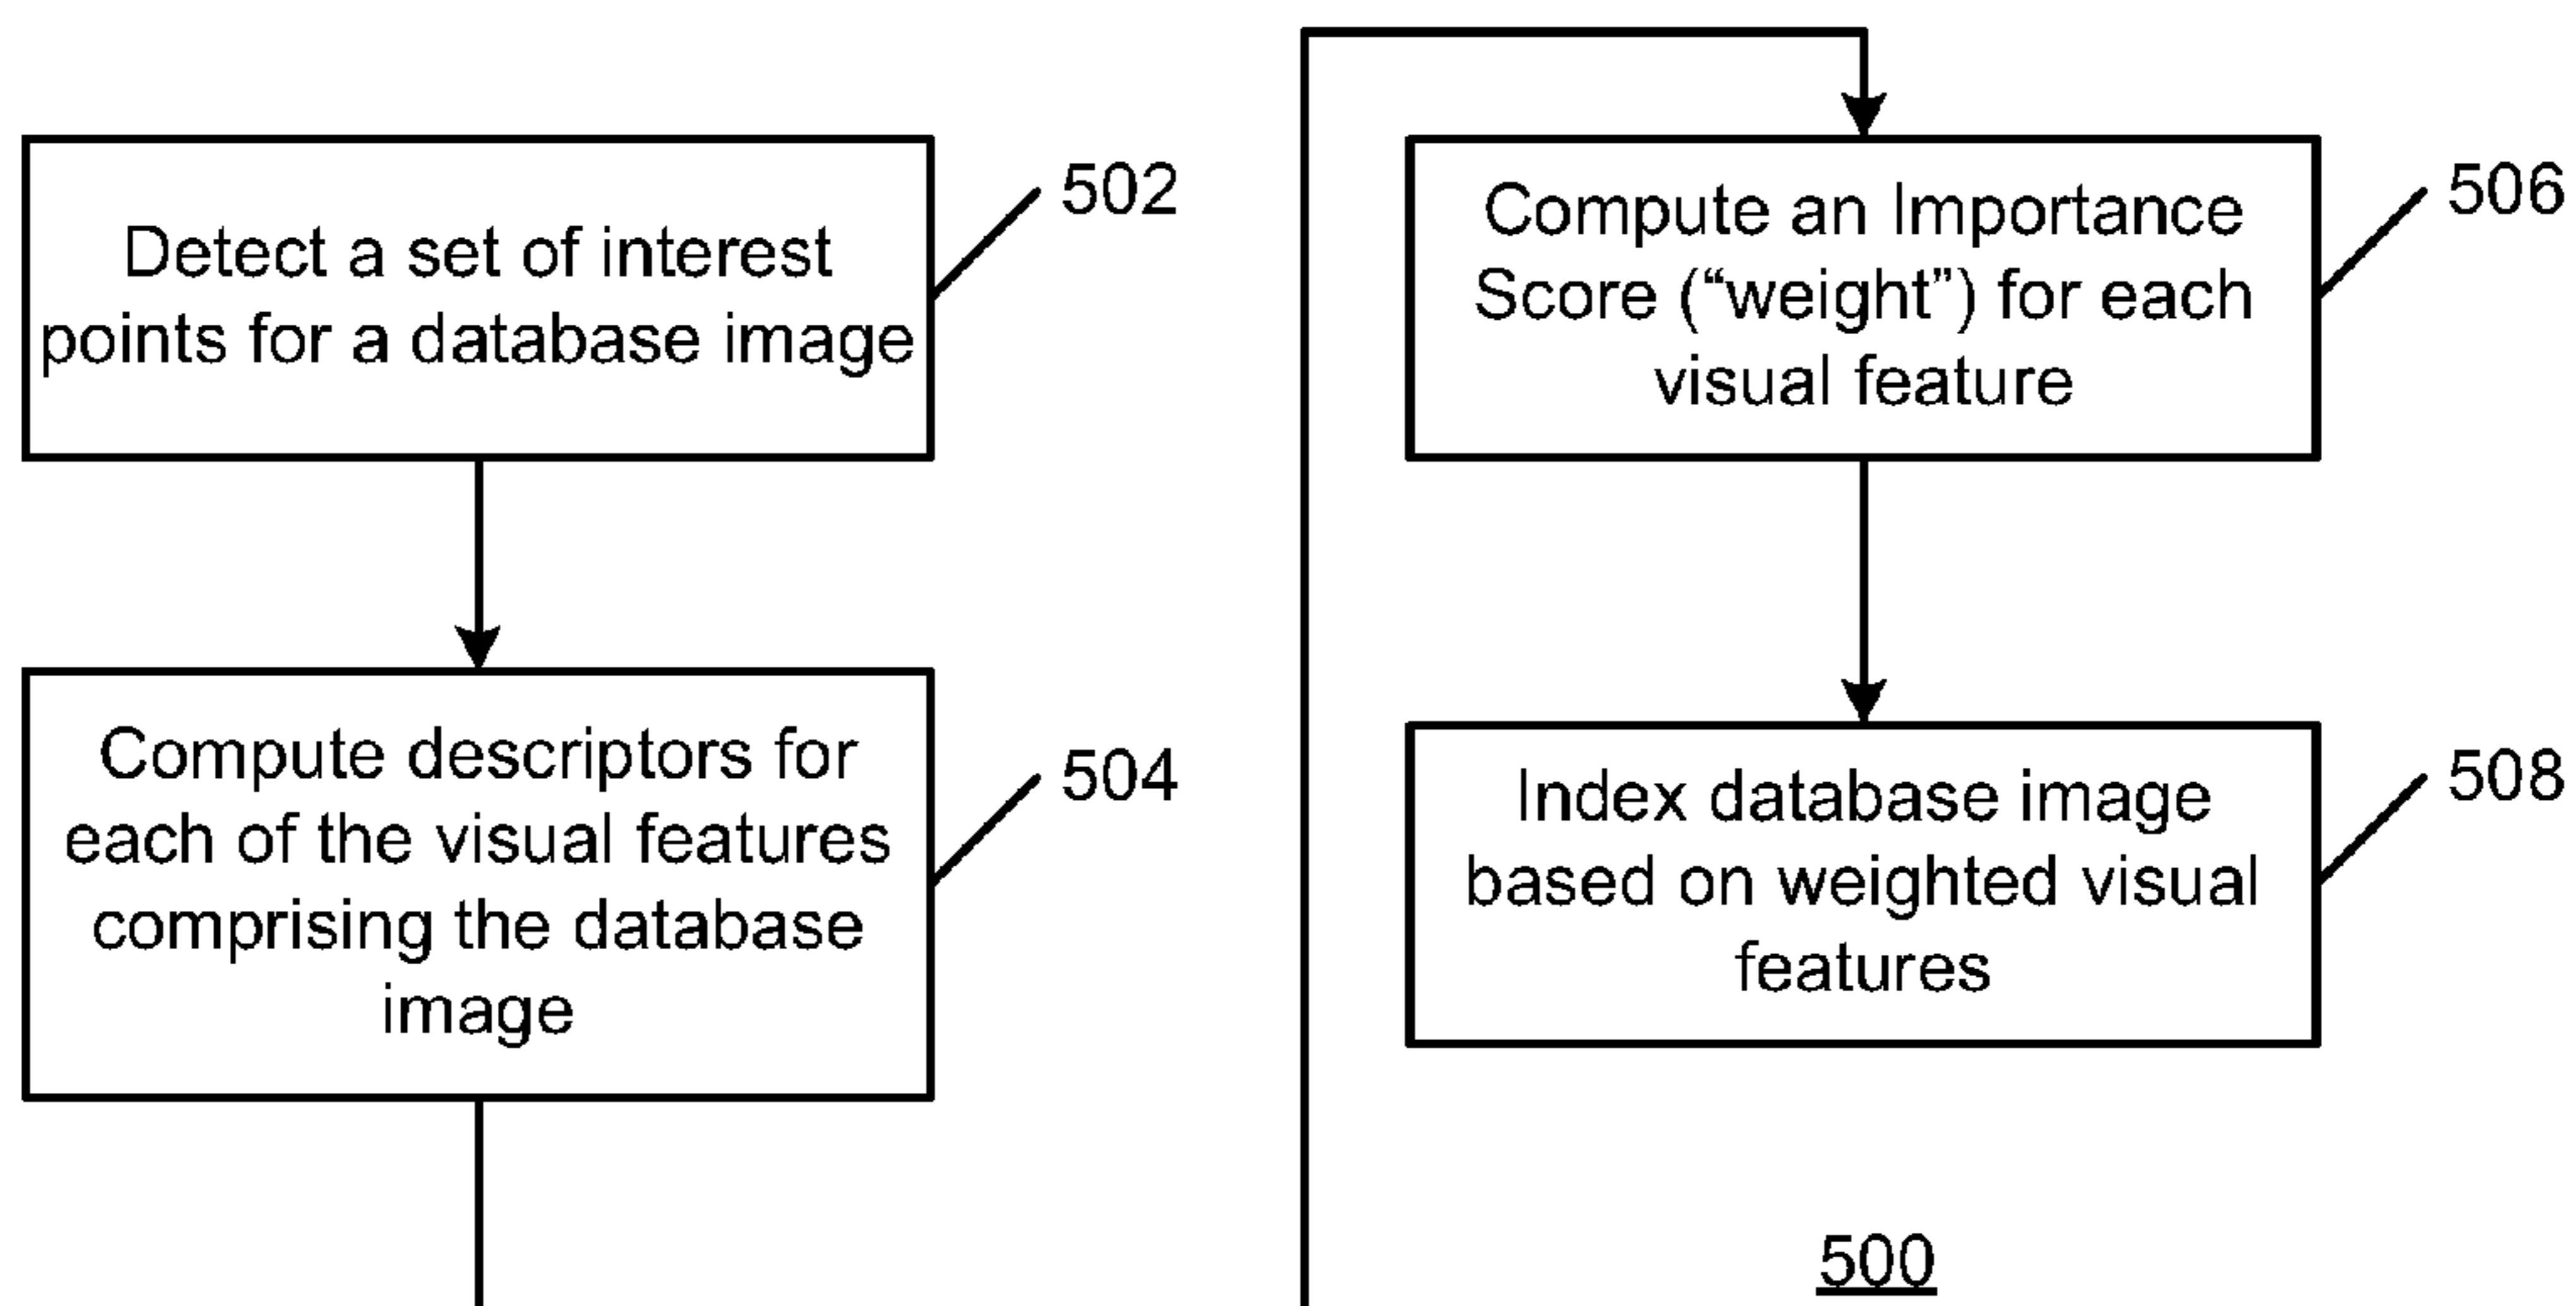 Detect a set of interest
points for a database image
502
Compute descriptors for
each of the visual features
comprising the database
image
504
Compute an Importance
Score (“weight”) for each
visual feature
506
Index database image
based on weighted visual
features
508
500